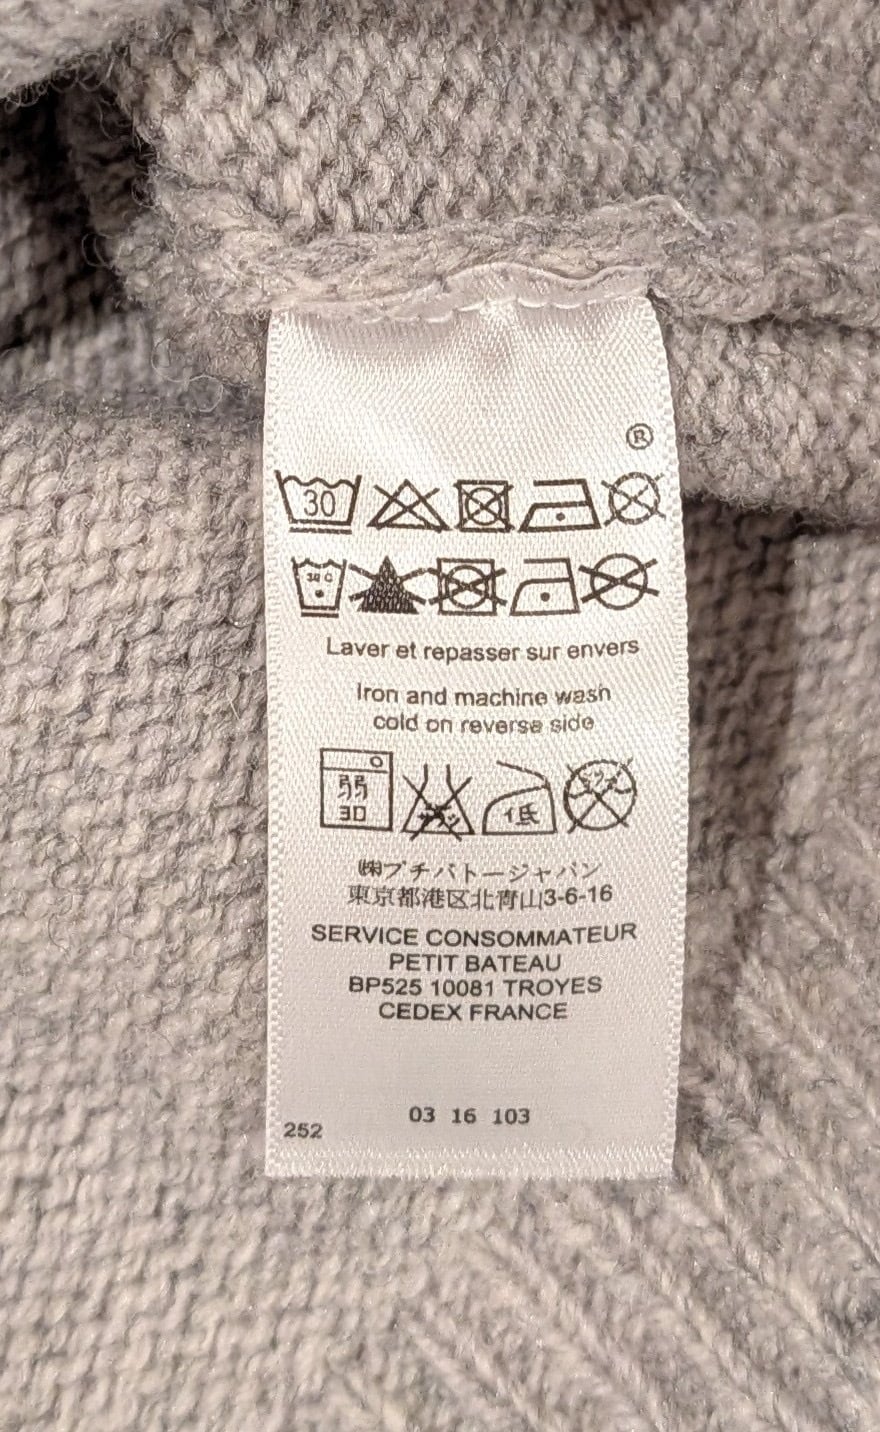 ®
30
30 C
Laver et repasser sur envers
Iron and machine wash
cold on reverse side
弱
30
低
㈱プチバトージャパン
東京都港区北青山3-6-16
SERVICE CONSOMMATEUR
PETIT BATEAU
BP525 10081 TROYES
CEDEX FRANCE
03 16 103
252